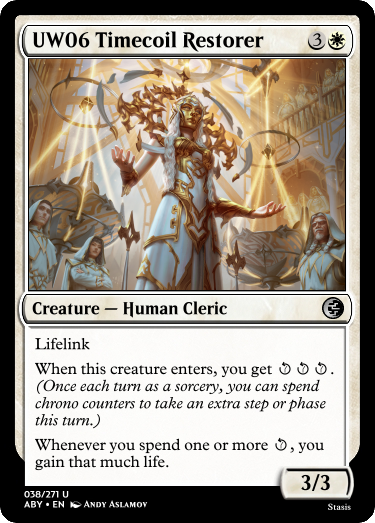 UW06 Timecoil Restorer 3
Creature — Human Cleric
Lifelink
When this creature enters, you get
(Once each turn as a sorcery, you can spend
chrono counters to take an extra step or phase
this turn.)
Whenever you spend one or more , you
gain that much life.
3/3
038/271 U
ABY • EN Andy Aslamov
Stasis